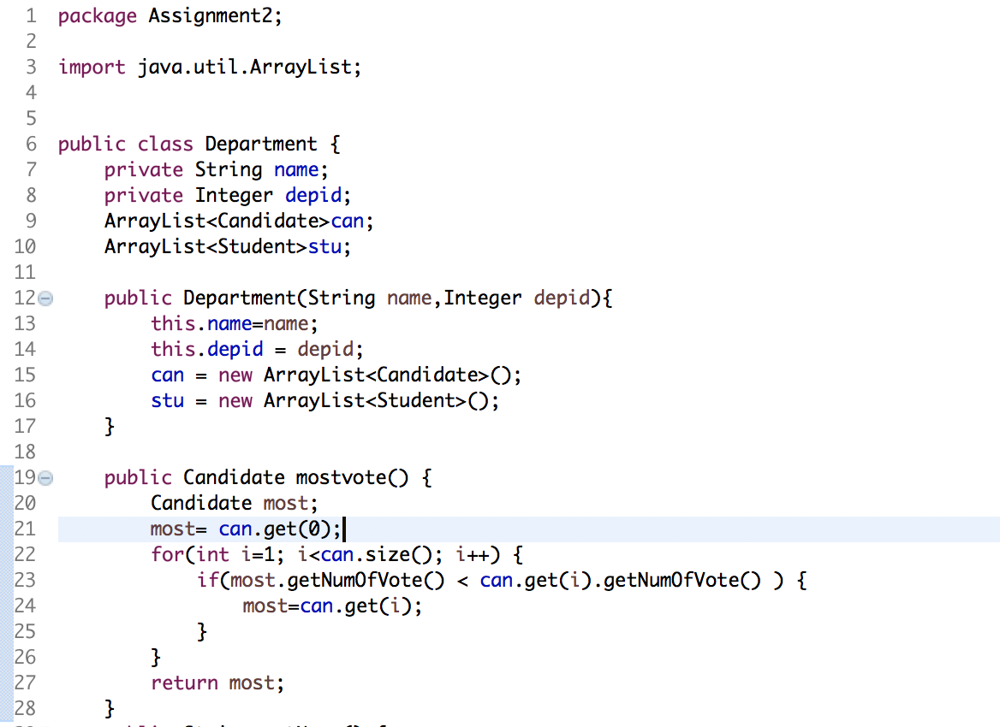 1 package Assignment2;
2
3 import java.util.ArrayList;
4
5
6 public class Department {
7 private String name;
8 private Integer depid;
9 ArrayList<Candidate>can;
10 ArrayList<Student>stu;
11
12 public Department(String name,Integer depid){
13 this.name=name;
14 this.depid = depid;
15 can = new ArrayList<Candidate>();
16 stu = new ArrayList<Student>();
17 }
18
19 public Candidate mostvote() {
20 Candidate most;
21 most= can.get(0);
22 for(int i=1; i<can.size(); i++) {
23 if(most.getNumOfVote() < can.get(i).getNumOfVote() ) {
24 most=can.get(i);
25 }
26 }
27 return most;
28 }